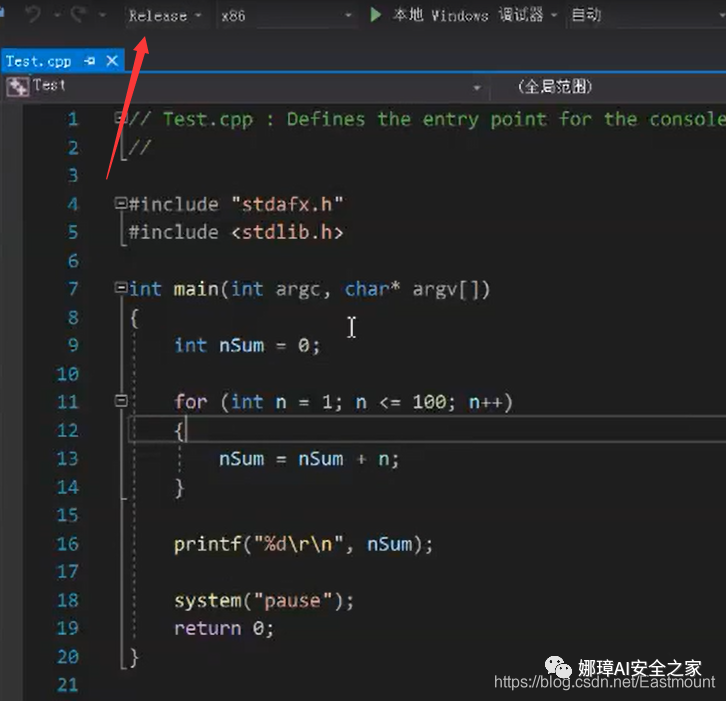 Release x86 本地 Windows 调试器 自动
Test.cpp
Test (全局范围)
1 // Test.cpp : Defines the entry point for the console
2 //
3
4 #include "stdafx.h"
5 #include <stdlib.h>
6
7 int main(int argc, char* argv[])
8 {
9 int nSum = 0;
10
11 for (int n = 1; n <= 100; n++)
12 {
13 nSum = nSum + n;
14 }
15
16 printf("%d\r\n", nSum);
17
18 system("pause");
19 return 0;
20 }
21
娜璋AI安全之家
https://blog.csdn.net/Eastmount